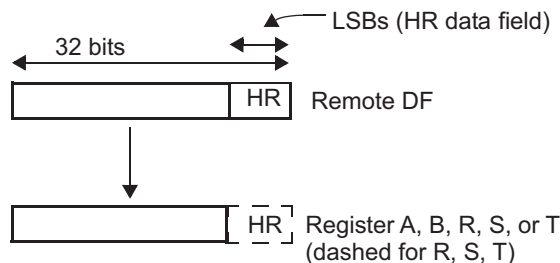 LSBs (HR data field)
32 bits
HR
Remote DF
HR
Register A, B, R, S, or T
(dashed for R, S, T)